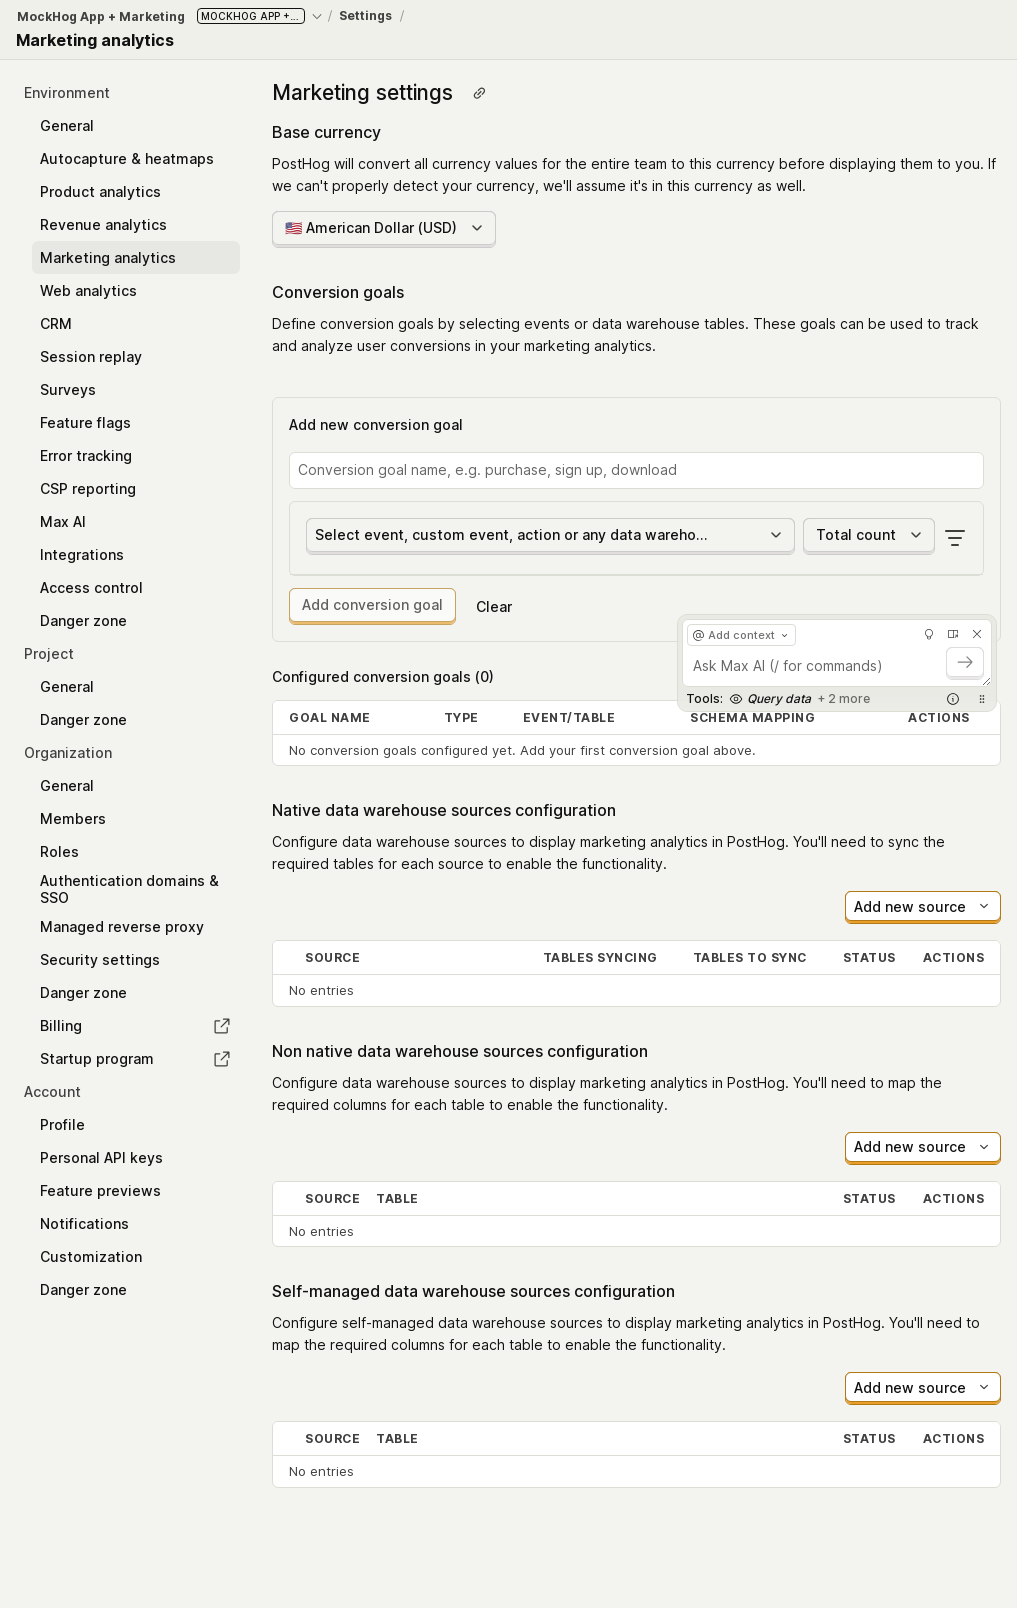 MockHog App + Marketing MOCKHOG APP +... / Settings /
Marketing analytics
Environment
General
Autocapture & heatmaps
Product analytics
Revenue analytics
Marketing analytics
Web analytics
CRM
Session replay
Surveys
Feature flags
Error tracking
CSP reporting
Max AI
Integrations
Access control
Danger zone
Project
General
Danger zone
Organization
General
Members
Roles
Authentication domains &
SSO
Managed reverse proxy
Security settings
Danger zone
Billing
Startup program
Account
Profile
Personal API keys
Feature previews
Notifications
Customization
Danger zone
Marketing settings
Base currency
PostHog will convert all currency values for the entire team to this currency before displaying them to you. If
we can't properly detect your currency, we'll assume it's in this currency as well.
🇺🇸 American Dollar (USD)
Conversion goals
Define conversion goals by selecting events or data warehouse tables. These goals can be used to track
and analyze user conversions in your marketing analytics.
Add new conversion goal
Conversion goal name, e.g. purchase, sign up, download
Select event, custom event, action or any data wareho... Total count
Add conversion goal Clear
@ Add context
Ask Max AI (/ for commands)
Tools: Query data + 2 more
Configured conversion goals (0)
GOAL NAME TYPE EVENT/TABLE SCHEMA MAPPING ACTIONS
No conversion goals configured yet. Add your first conversion goal above.
Native data warehouse sources configuration
Configure data warehouse sources to display marketing analytics in PostHog. You'll need to sync the
required tables for each source to enable the functionality.
Add new source
SOURCE TABLES SYNCING TABLES TO SYNC STATUS ACTIONS
No entries
Non native data warehouse sources configuration
Configure data warehouse sources to display marketing analytics in PostHog. You'll need to map the
required columns for each table to enable the functionality.
Add new source
SOURCE TABLE STATUS ACTIONS
No entries
Self-managed data warehouse sources configuration
Configure self-managed data warehouse sources to display marketing analytics in PostHog. You'll need to
map the required columns for each table to enable the functionality.
Add new source
SOURCE TABLE STATUS ACTIONS
No entries